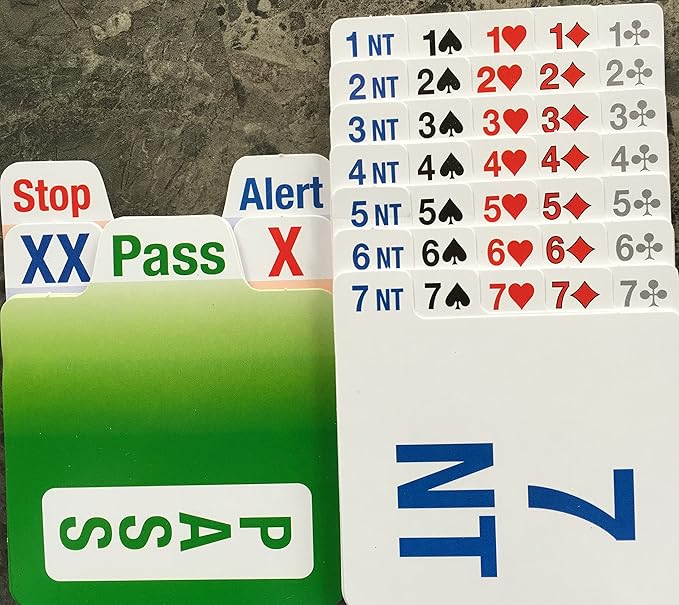 Stop Alert
XX Pass X
PASS
1 NT 1♠ 1♥ 1♦ 1♣
2 NT 2♠ 2♥ 2♦ 2♣
3 NT 3♠ 3♥ 3♦ 3♣
4 NT 4♠ 4♥ 4♦ 4♣
5 NT 5♠ 5♥ 5♦ 5♣
6 NT 6♠ 6♥ 6♦ 6♣
7 NT 7♠ 7♥ 7♦ 7♣
7
NT